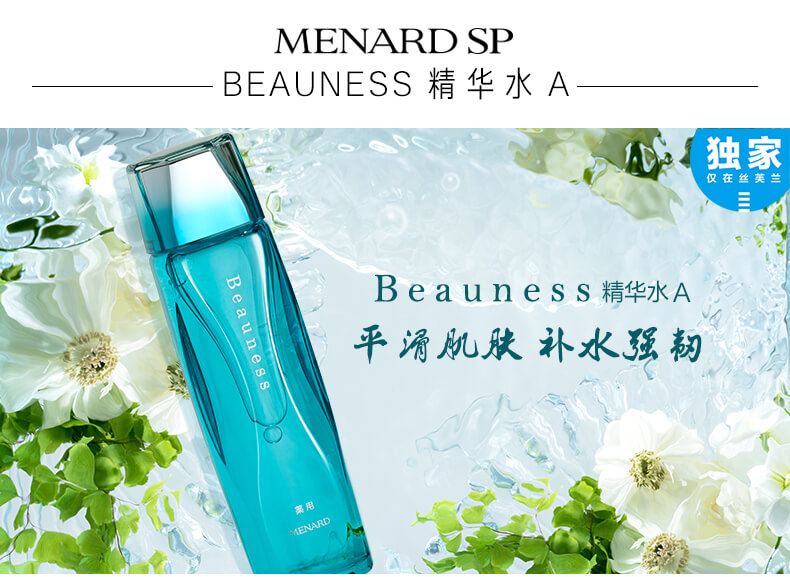 MENARD SP
BEAUNESS 精华水 A
独家
仅在丝芙兰
Beauness 精华水 A
平滑肌肤 补水强韧
Beauness
薬用
MENARD